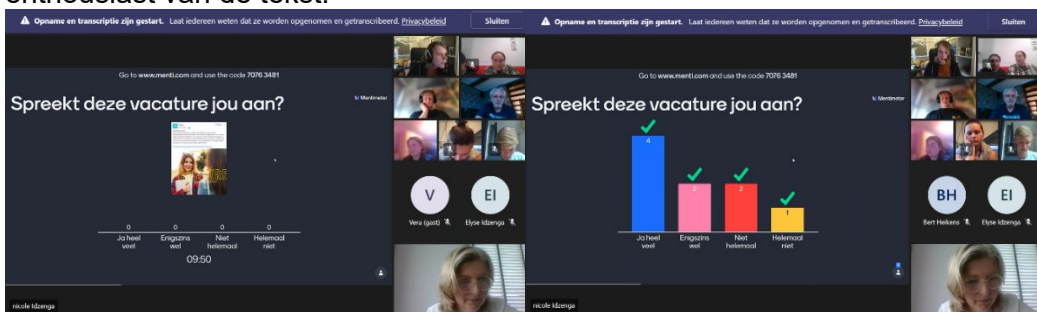 enthousiast van de tekst.
Opname en transcriptie zijn gestart. Laat iedereen weten dat ze worden opgenomen en getranscribeerd. Privacybeleid Sluiten
Go to www.menti.com and use the code 7076 3481
Spreekt deze vacature jou aan?
Mentimeter
0 0 0 0
Ja heel veel
Enigszins wel
Niet helemaal
Helemaal niet
09:50
V
EI
Vera (gast)
Elyse Idzenga
nicole Idzenga
Opname en transcriptie zijn gestart. Laat iedereen weten dat ze worden opgenomen en getranscribeerd. Privacybeleid Sluiten
Go to www.menti.com and use the code 7076 3481
Spreekt deze vacature jou aan?
Mentimeter
4
2
2
1
Ja heel veel
Enigszins wel
Niet helemaal
Helemaal niet
BH
EI
Bert Heikens
Elyse Idzenga
nicole Idzenga